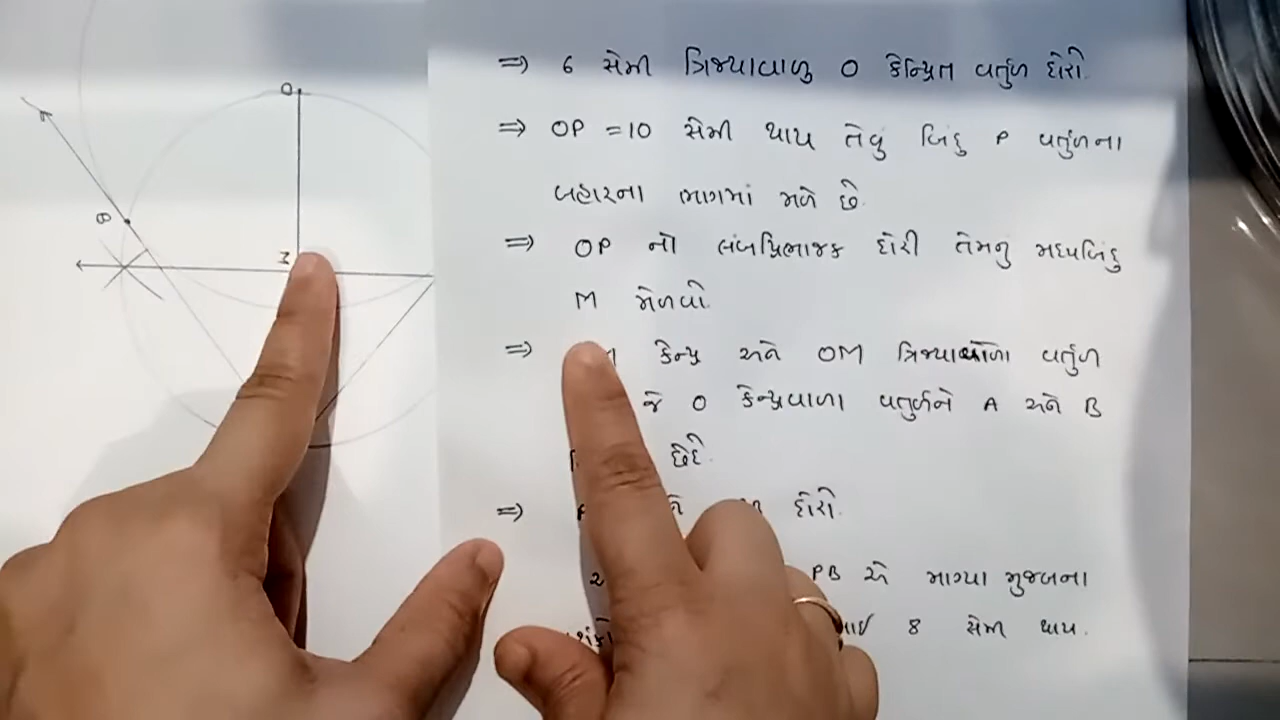 O
B
M
⇒ 6 સેમી ત્રિજ્યાવાળુ O કેન્દ્રિત વર્તુળ દોરો.
⇒ OP = 10 સેમી થાય તેવુ બિંદુ P વર્તુળના
બહારના ભાગમાં મળે છે.
⇒ OP નો લંબદ્વિભાજક દોરી તેમનુ મધ્યબિંદુ
M મેળવો.
⇒ કેન્દ્ર અને OM ત્રિજ્યાવાળા વર્તુળ
જે O કેન્દ્રવાળા વર્તુળને A અને B
છેદે.
⇒ દોરો.
PB એ માગ્યા મુજબના
8 સેમી થાય.